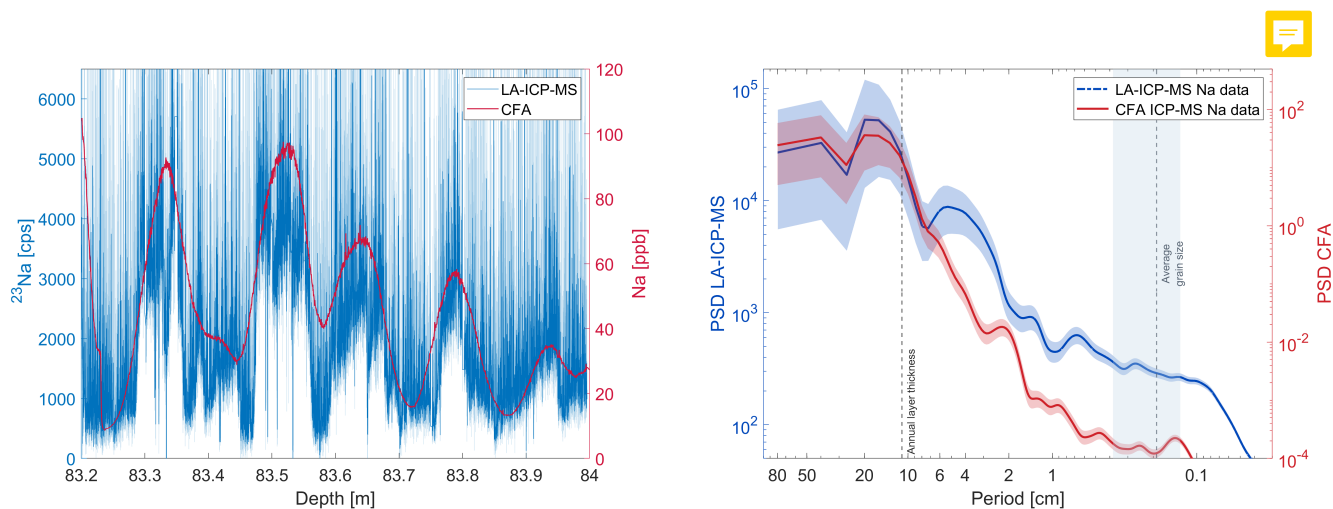 LA-ICP-MS
CFA
6000
5000
4000
3000
2000
1000
0
²³Na [cps]
120
100
80
60
40
20
0
Na [ppb]
83.2 83.3 83.4 83.5 83.6 83.7 83.8 83.9 84
Depth [m]
LA-ICP-MS Na data
CFA ICP-MS Na data
10⁵
10⁴
10³
10²
PSD LA-ICP-MS
10²
10⁰
10⁻²
10⁻⁴
PSD CFA
Annual layer thickness
Average
grain size
80 50 20 10 6 4 2 1 0.1
Period [cm]